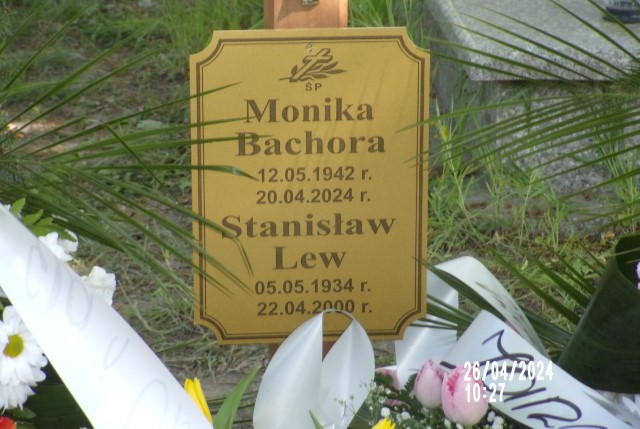 ŚP
Monika
Bachora
12.05.1942 r.
20.04.2024 r.
Stanisław
Lew
05.05.1934 r.
22.04.2000 r.
26/04/2024
10:27